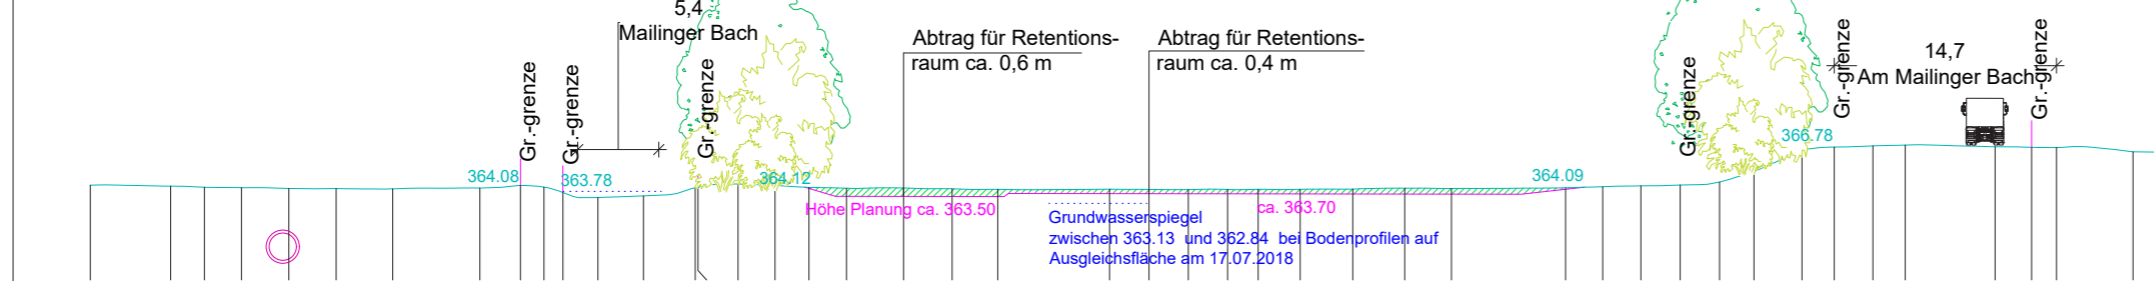 5,4
Mailinger Bach
Gr.-grenze
Gr.-grenze
Gr.-grenze
Abtrag für Retentions-
raum ca. 0,6 m
Abtrag für Retentions-
raum ca. 0,4 m
Gr.-grenze
Gr.-grenze
14,7
Am Mailinger Bach
Gr.-grenze
364.08
363.78
364.12
364.09
366.78
Höhe Planung ca. 363.50
ca. 363.70
Grundwasserspiegel
zwischen 363.13 und 362.84 bei Bodenprofilen auf
Ausgleichsfläche am 17.07.2018